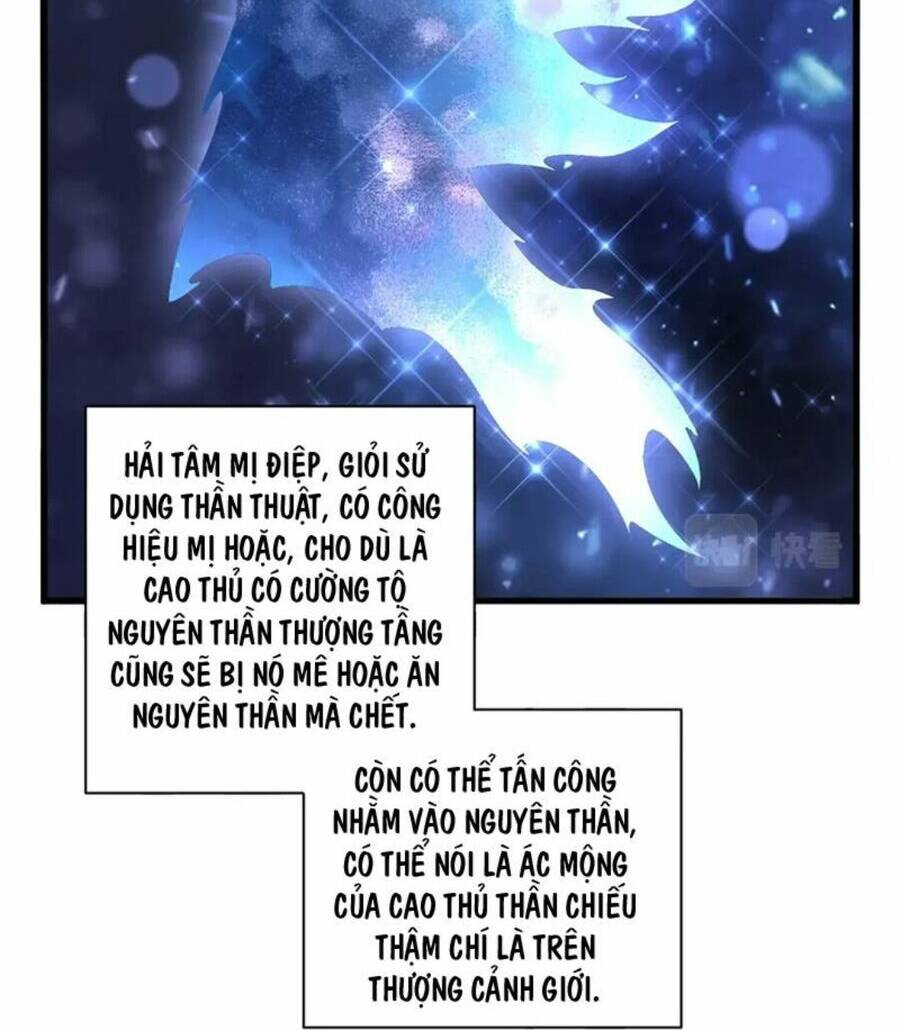 快看 快看
HẢI TÂM MỊ ĐIỆP, GIỎI SỬ
DỤNG THẦN THUẬT, CÓ CÔNG
HIỆU MỊ HOẶC, CHO DÙ LÀ
CAO THỦ CÓ CƯỜNG TỘ
NGUYÊN THẦN THƯỢNG TẦNG
CŨNG SẼ BỊ NÓ MÊ HOẶC ĂN
NGUYÊN THẦN MÀ CHẾT.
CÒN CÓ THỂ TẤN CÔNG
NHẰM VÀO NGUYÊN THẦN,
CÓ THỂ NÓI LÀ ÁC MỘNG
CỦA CAO THỦ THẦN CHIẾU
THẬM CHÍ LÀ TRÊN
THƯỢNG CẢNH GIỚI.